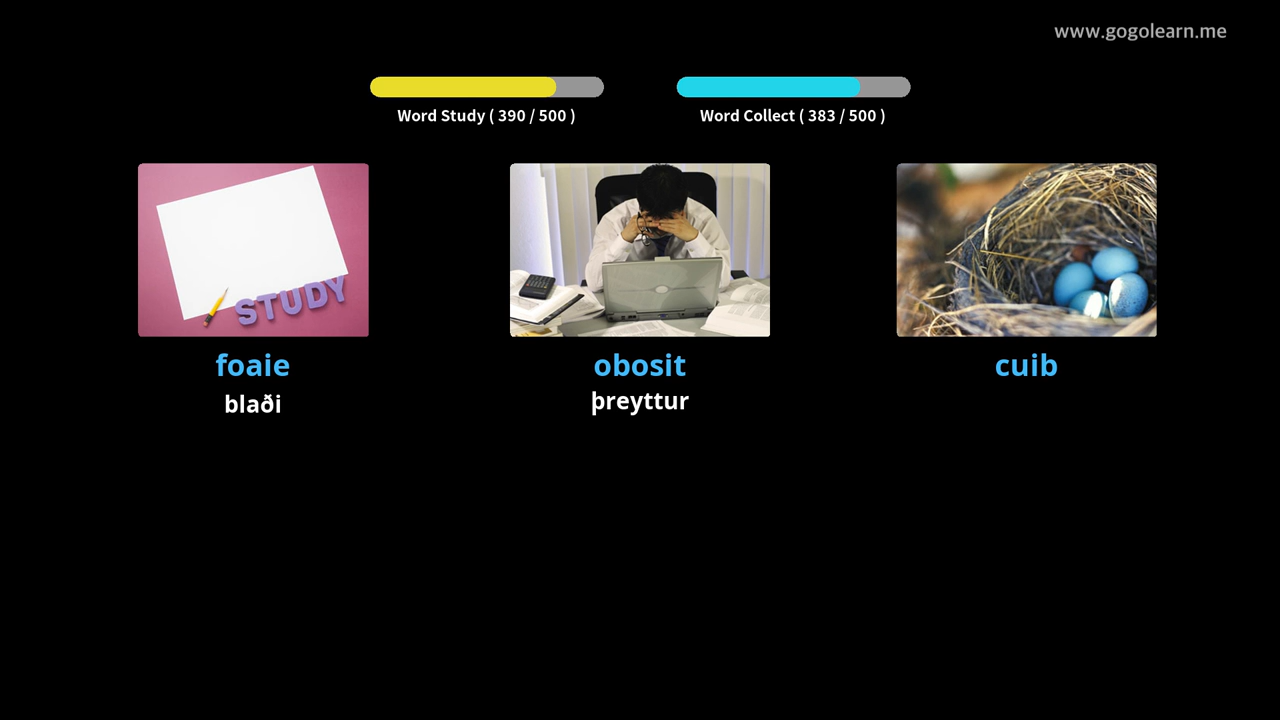 www.gogolearn.me
Word Study ( 390 / 500 )
Word Collect ( 383 / 500 )
STUDY
foaie
obosit
cuib
blaði
þreyttur